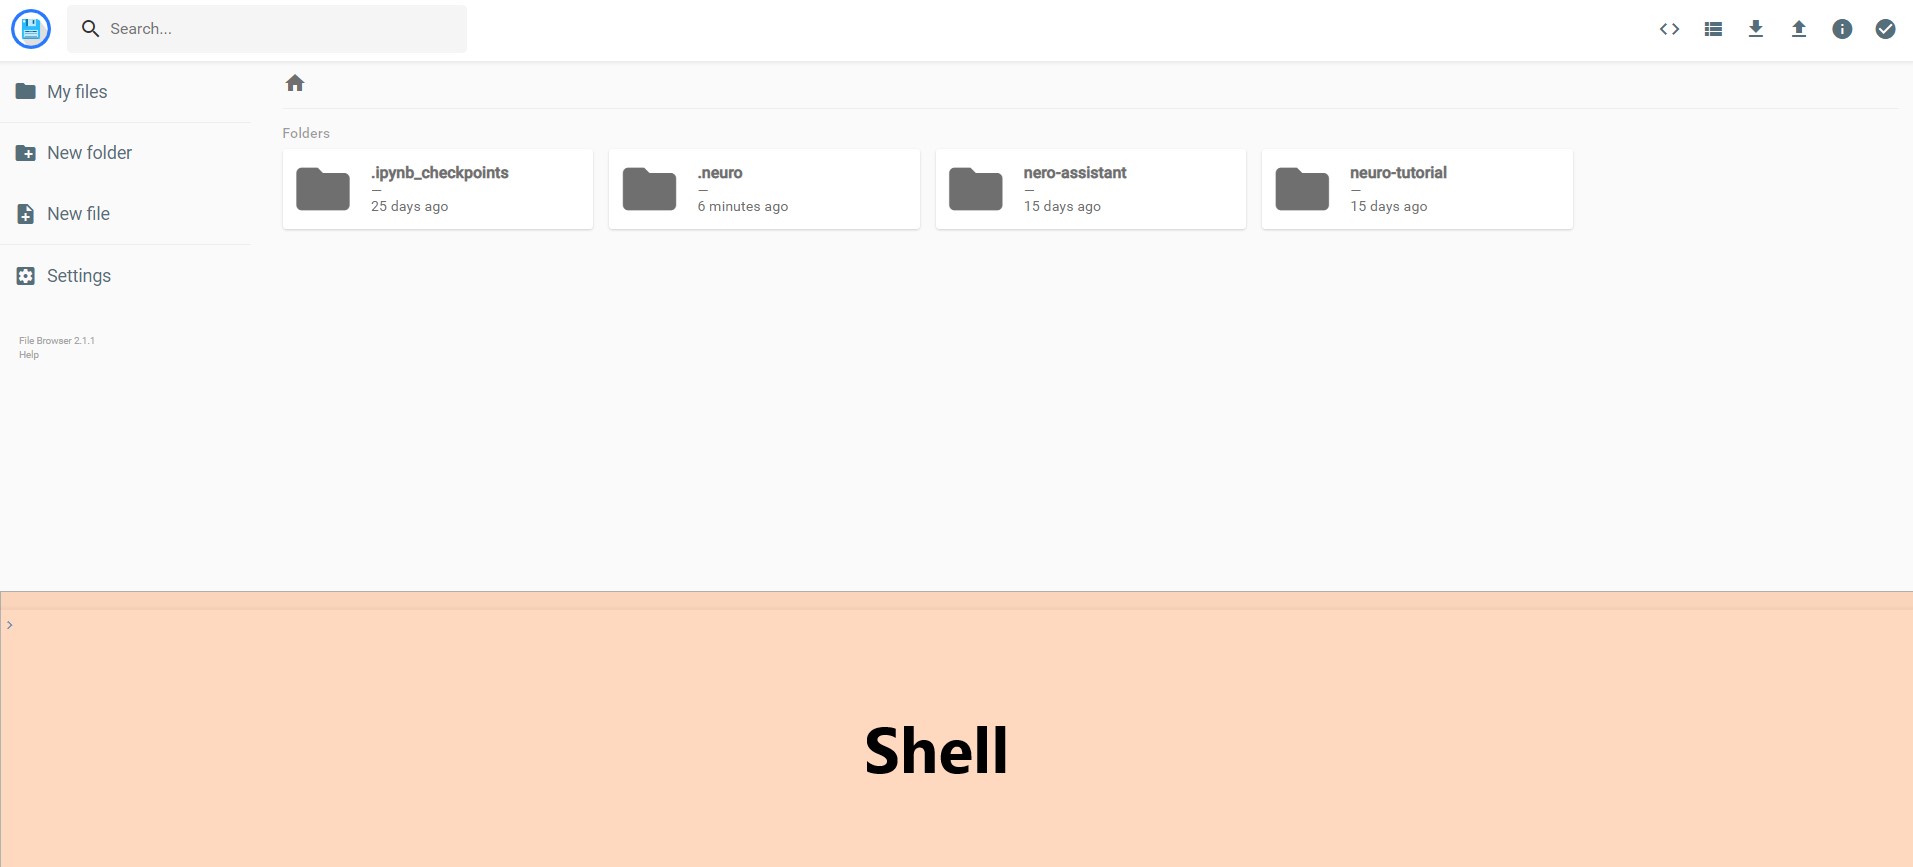 Search...
My files
New folder
New file
Settings
File Browser 2.1.1
Help
Folders
.ipynb_checkpoints
—
25 days ago
.neuro
—
6 minutes ago
nero-assistant
—
15 days ago
neuro-tutorial
—
15 days ago
>
Shell